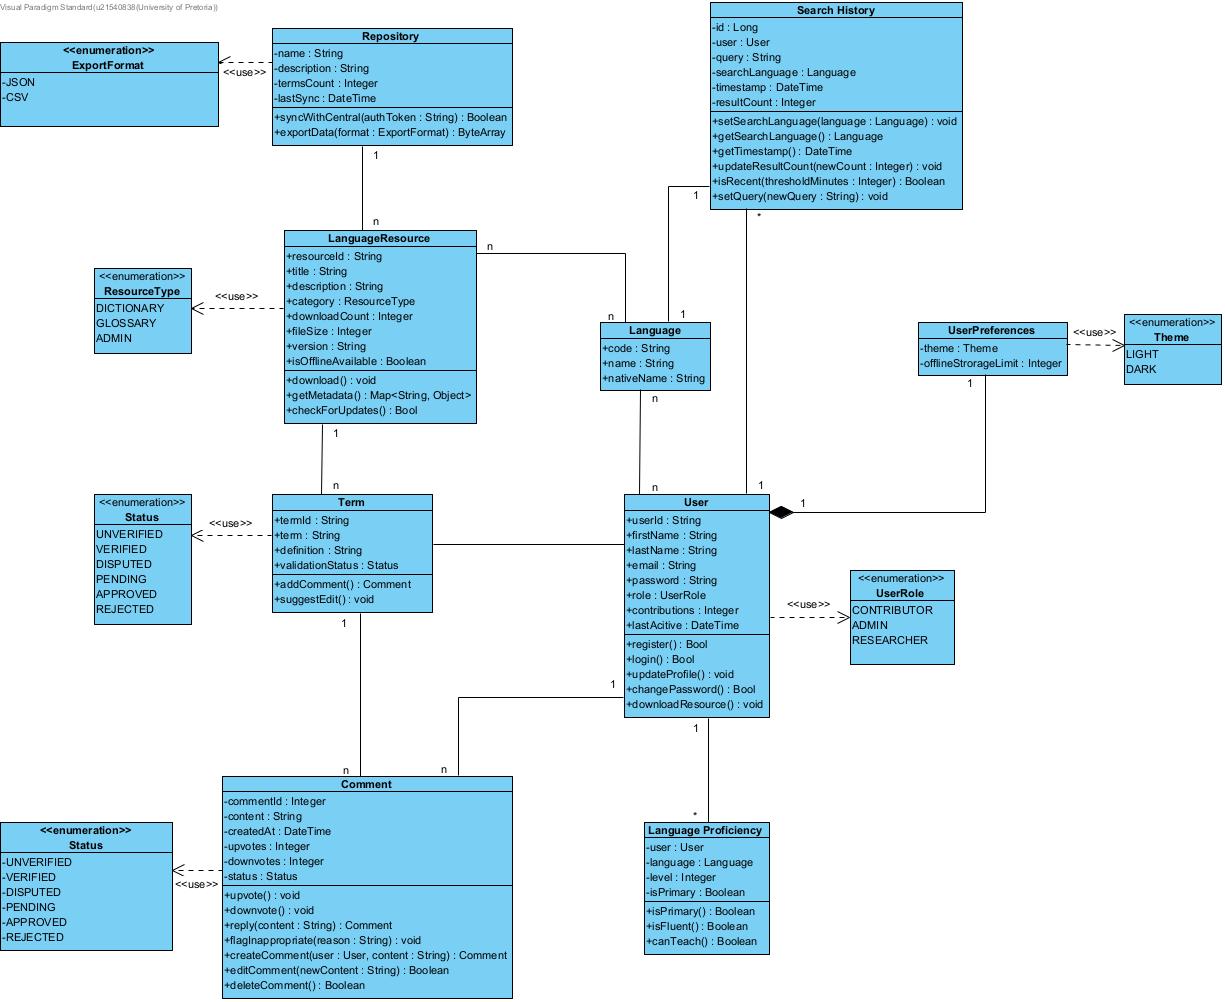 Visual Paradigm Standard(u21540838(University of Pretoria))
<<enumeration>>
ExportFormat
-JSON
-CSV
<<use>>
Repository
-name : String
-description : String
-termsCount : Integer
-lastSync : DateTime
+syncWithCentral(authToken : String) : Boolean
+exportData(format : ExportFormat) : ByteArray
1
n
Search History
-id : Long
-user : User
-query : String
-searchLanguage : Language
-timestamp : DateTime
-resultCount : Integer
+setSearchLanguage(language : Language) : void
+getSearchLanguage() : Language
+getTimestamp() : DateTime
+updateResultCount(newCount : Integer) : void
+isRecent(thresholdMinutes : Integer) : Boolean
+setQuery(newQuery : String) : void
1
*
<<enumeration>>
ResourceType
DICTIONARY
GLOSSARY
ADMIN
<<use>>
LanguageResource
+resourceId : String
+title : String
+description : String
+category : ResourceType
+downloadCount : Integer
+fileSize : Integer
+version : String
+isOfflineAvailable : Boolean
+download() : void
+getMetadata() : Map<String, Object>
+checkForUpdates() : Bool
n
1
n
n
1
Language
+code : String
+name : String
+nativeName : String
n
n
UserPreferences
-theme : Theme
-offlineStrorageLimit : Integer
1
<<use>>
<<enumeration>>
Theme
LIGHT
DARK
<<enumeration>>
Status
UNVERIFIED
VERIFIED
DISPUTED
PENDING
APPROVED
REJECTED
<<use>>
Term
+termId : String
+term : String
+definition : String
+validationStatus : Status
+addComment() : Comment
+suggestEdit() : void
1
1
1
User
+userId : String
+firstName : String
+lastName : String
+email : String
+password : String
+role : UserRole
+contributions : Integer
+lastAcitive : DateTime
+register() : Bool
+login() : Bool
+updateProfile() : void
+changePassword() : Bool
+downloadResource() : void
1
1
<<use>>
<<enumeration>>
UserRole
CONTRIBUTOR
ADMIN
RESEARCHER
n
n
Comment
-commentId : Integer
-content : String
-createdAt : DateTime
-upvotes : Integer
-downvotes : Integer
-status : Status
+upvote() : void
+downvote() : void
+reply(content : String) : Comment
+flagInappropriate(reason : String) : void
+createComment(user : User, content : String) : Comment
+editComment(newContent : String) : Boolean
+deleteComment() : Boolean
<<enumeration>>
Status
-UNVERIFIED
-VERIFIED
-DISPUTED
-PENDING
-APPROVED
-REJECTED
<<use>>
*
Language Proficiency
-user : User
-language : Language
-level : Integer
-isPrimary : Boolean
+isPrimary() : Boolean
+isFluent() : Boolean
+canTeach() : Boolean